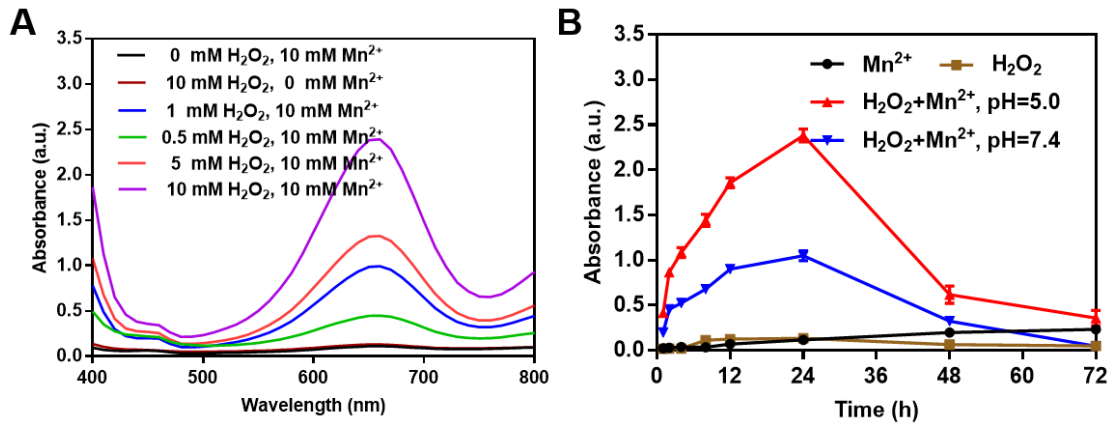 A
Absorbance (a.u.)
3.5
3.0
2.5
2.0
1.5
1.0
0.5
0.0
0 mM H₂O₂, 10 mM Mn²⁺
10 mM H₂O₂, 0 mM Mn²⁺
1 mM H₂O₂, 10 mM Mn²⁺
0.5 mM H₂O₂, 10 mM Mn²⁺
5 mM H₂O₂, 10 mM Mn²⁺
10 mM H₂O₂, 10 mM Mn²⁺
400 500 600 700 800
Wavelength (nm)
B
Absorbance (a.u.)
3.5
3.0
2.5
2.0
1.5
1.0
0.5
0.0
Mn²⁺ H₂O₂
H₂O₂+Mn²⁺, pH=5.0
H₂O₂+Mn²⁺, pH=7.4
0 12 24 36 48 60 72
Time (h)